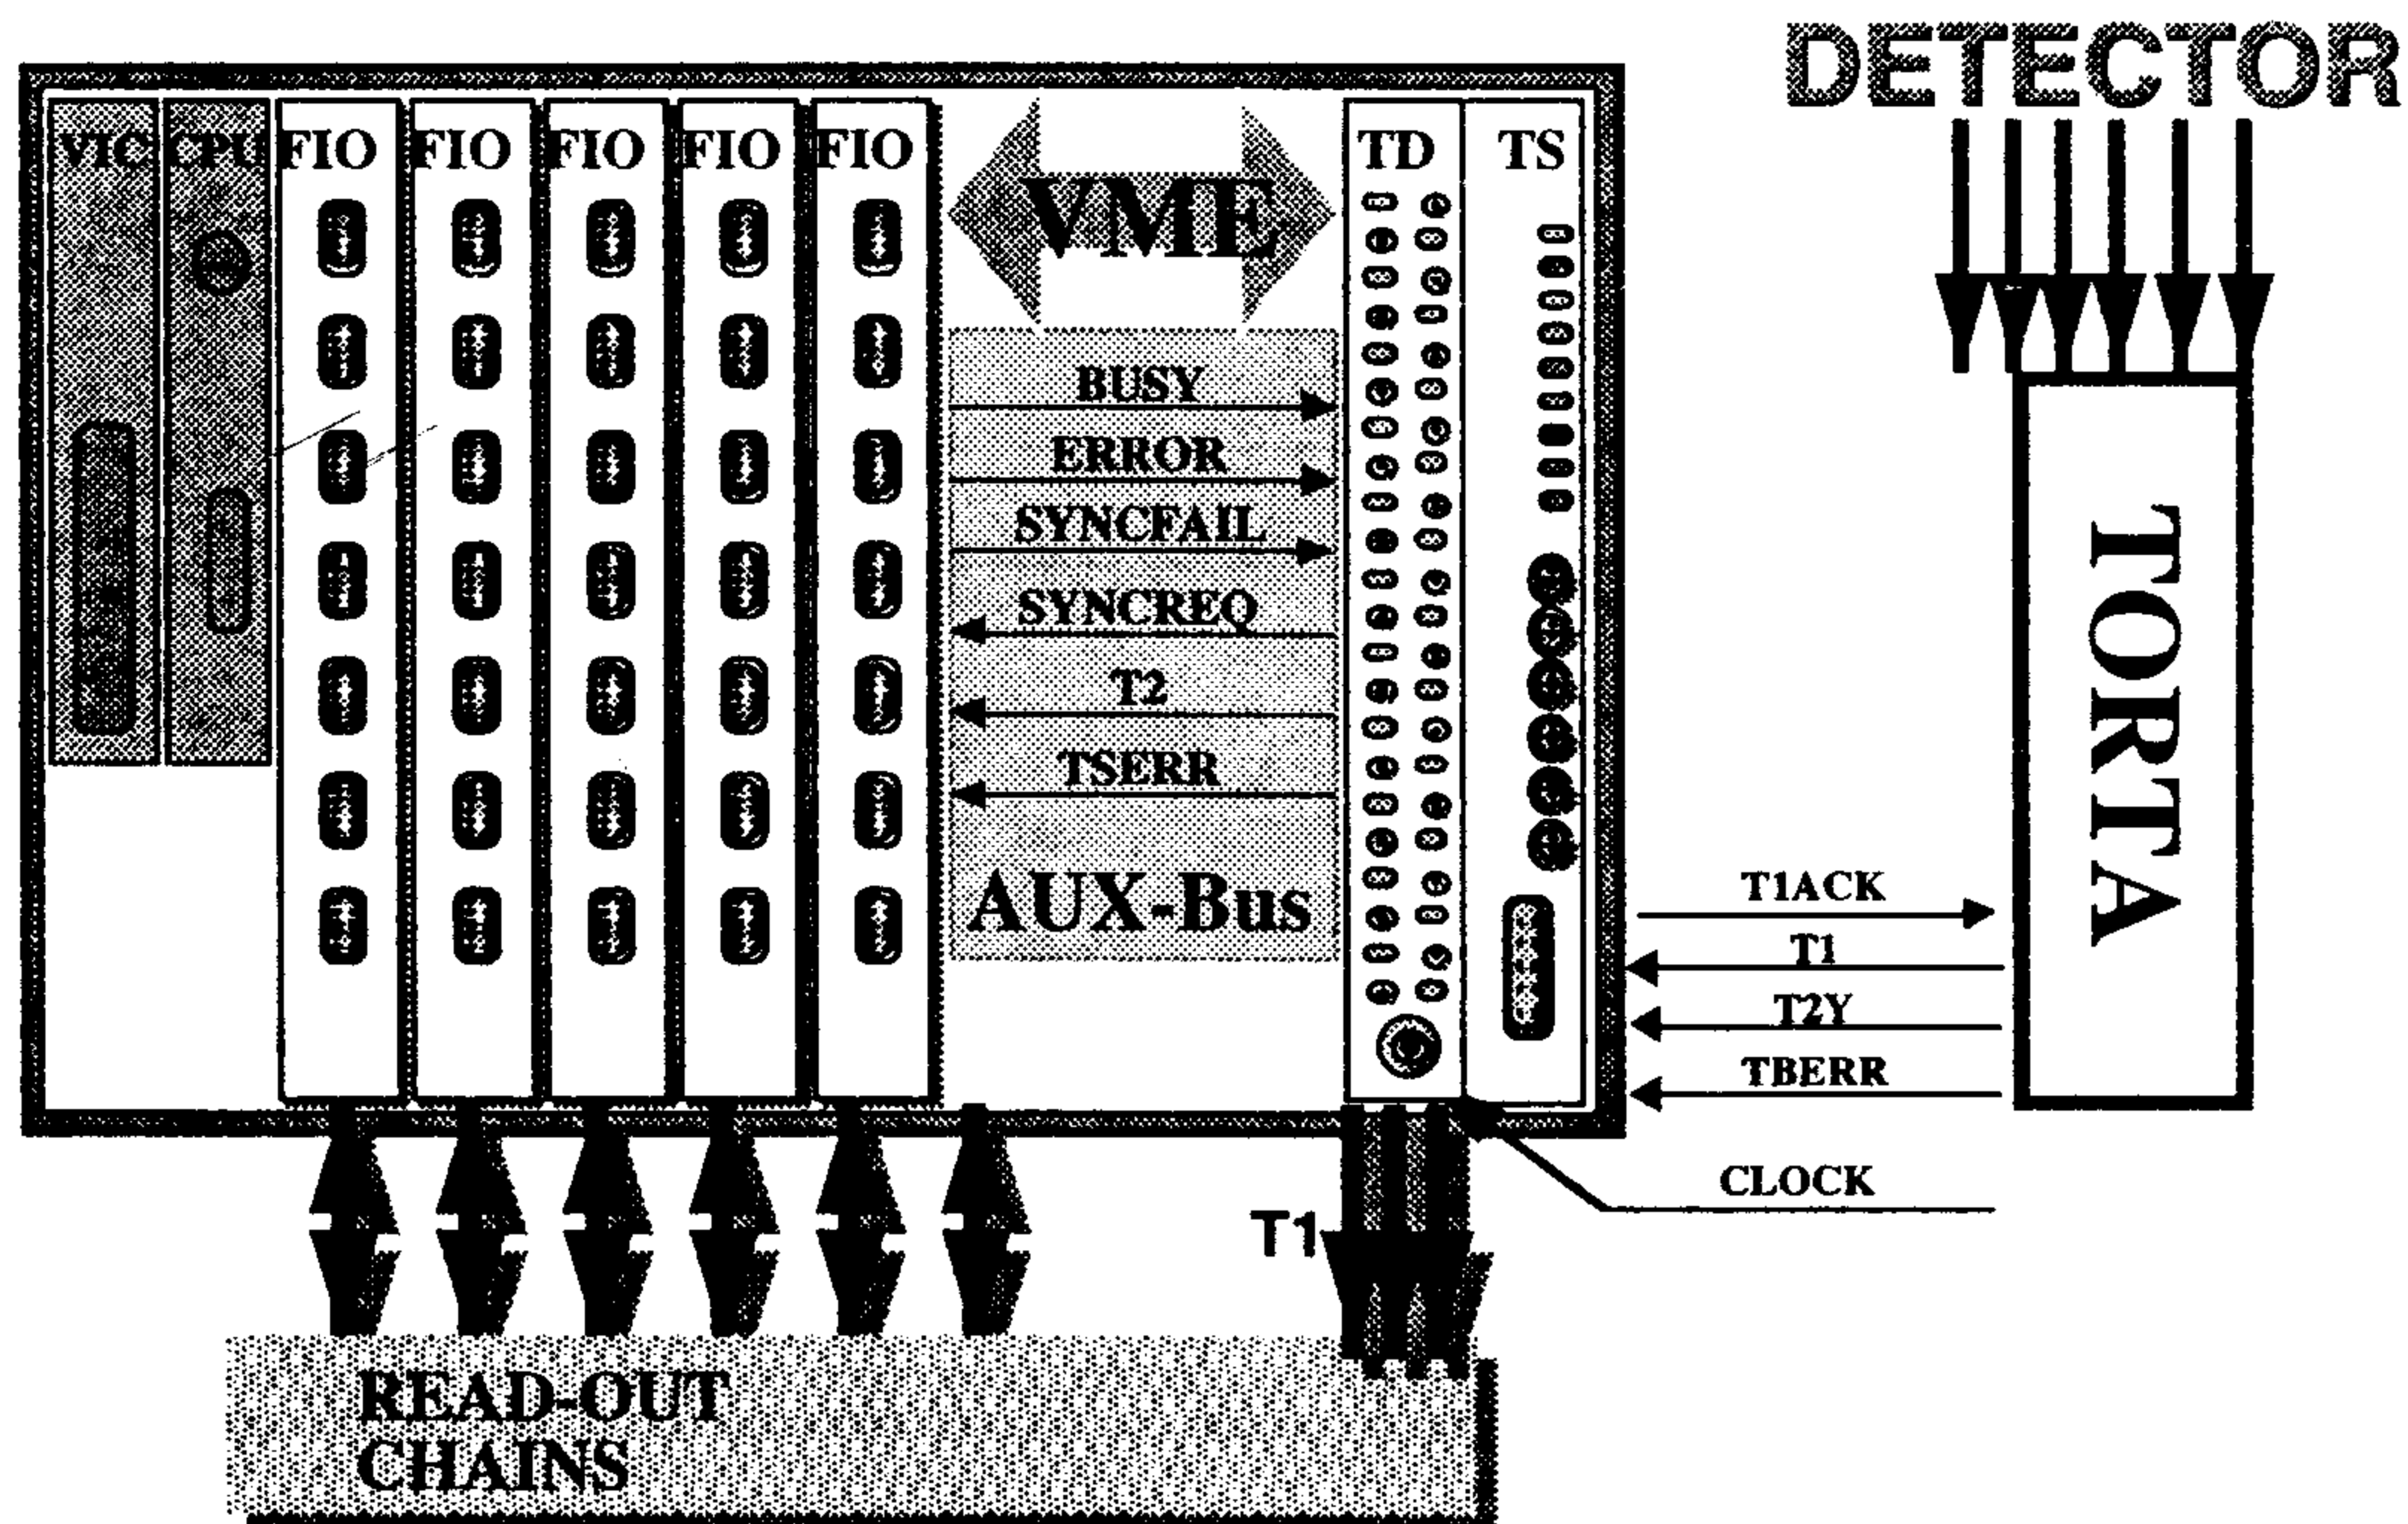 DETECTOR
VIC CPU FIO FIO FIO FIO FIO VME TD TS
BUSY
ERROR
SYNCFAIL
SYNCREQ
T2
TSERR
AUX-Bus
TORTA
T1ACK
T1
T2Y
TBERR
CLOCK
T1
READ-OUT
CHAINS